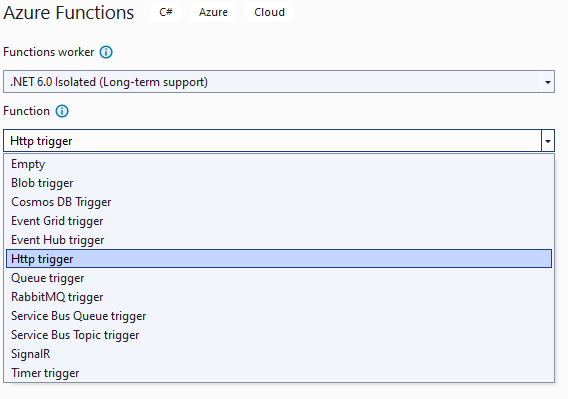 Azure Functions C# Azure Cloud
Functions worker
.NET 6.0 Isolated (Long-term support)
Function
Http trigger
Empty
Blob trigger
Cosmos DB Trigger
Event Grid trigger
Event Hub trigger
Http trigger
Queue trigger
RabbitMQ trigger
Service Bus Queue trigger
Service Bus Topic trigger
SignalR
Timer trigger